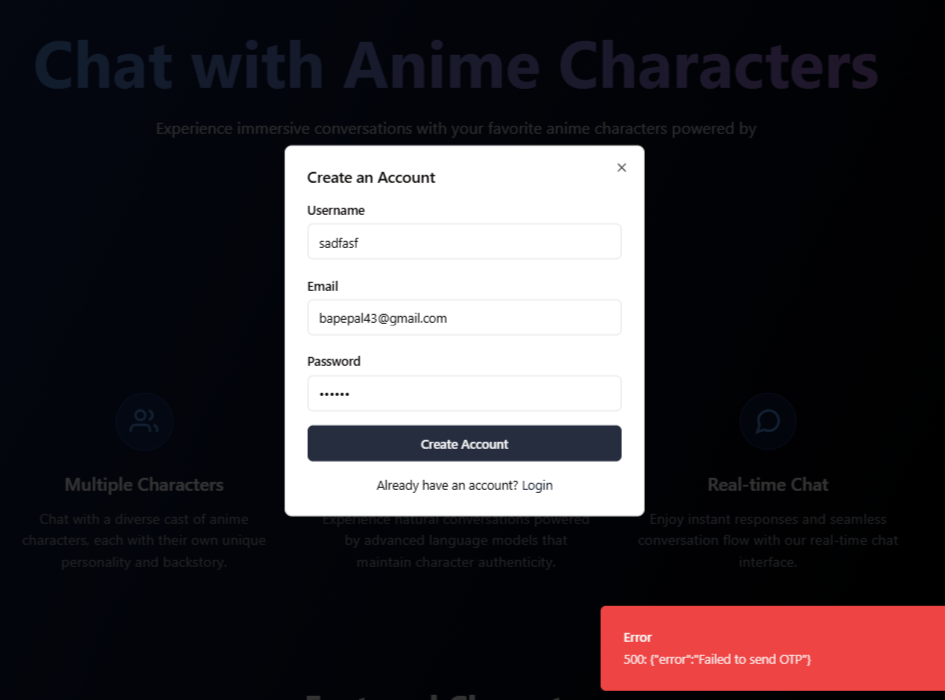 Chat with Anime Characters
Experience immersive conversations with your favorite anime characters powered by
Create an Account
Username
sadfasf
Email
bapepal43@gmail.com
Password
••••••
Create Account
Already have an account? Login
Multiple Characters
Chat with a diverse cast of anime
characters, each with their own unique
personality and backstory.
Experience natural conversations powered
by advanced language models that
maintain character authenticity.
Real-time Chat
Enjoy instant responses and seamless
conversation flow with our real-time chat
interface.
Error
500: {"error":"Failed to send OTP"}